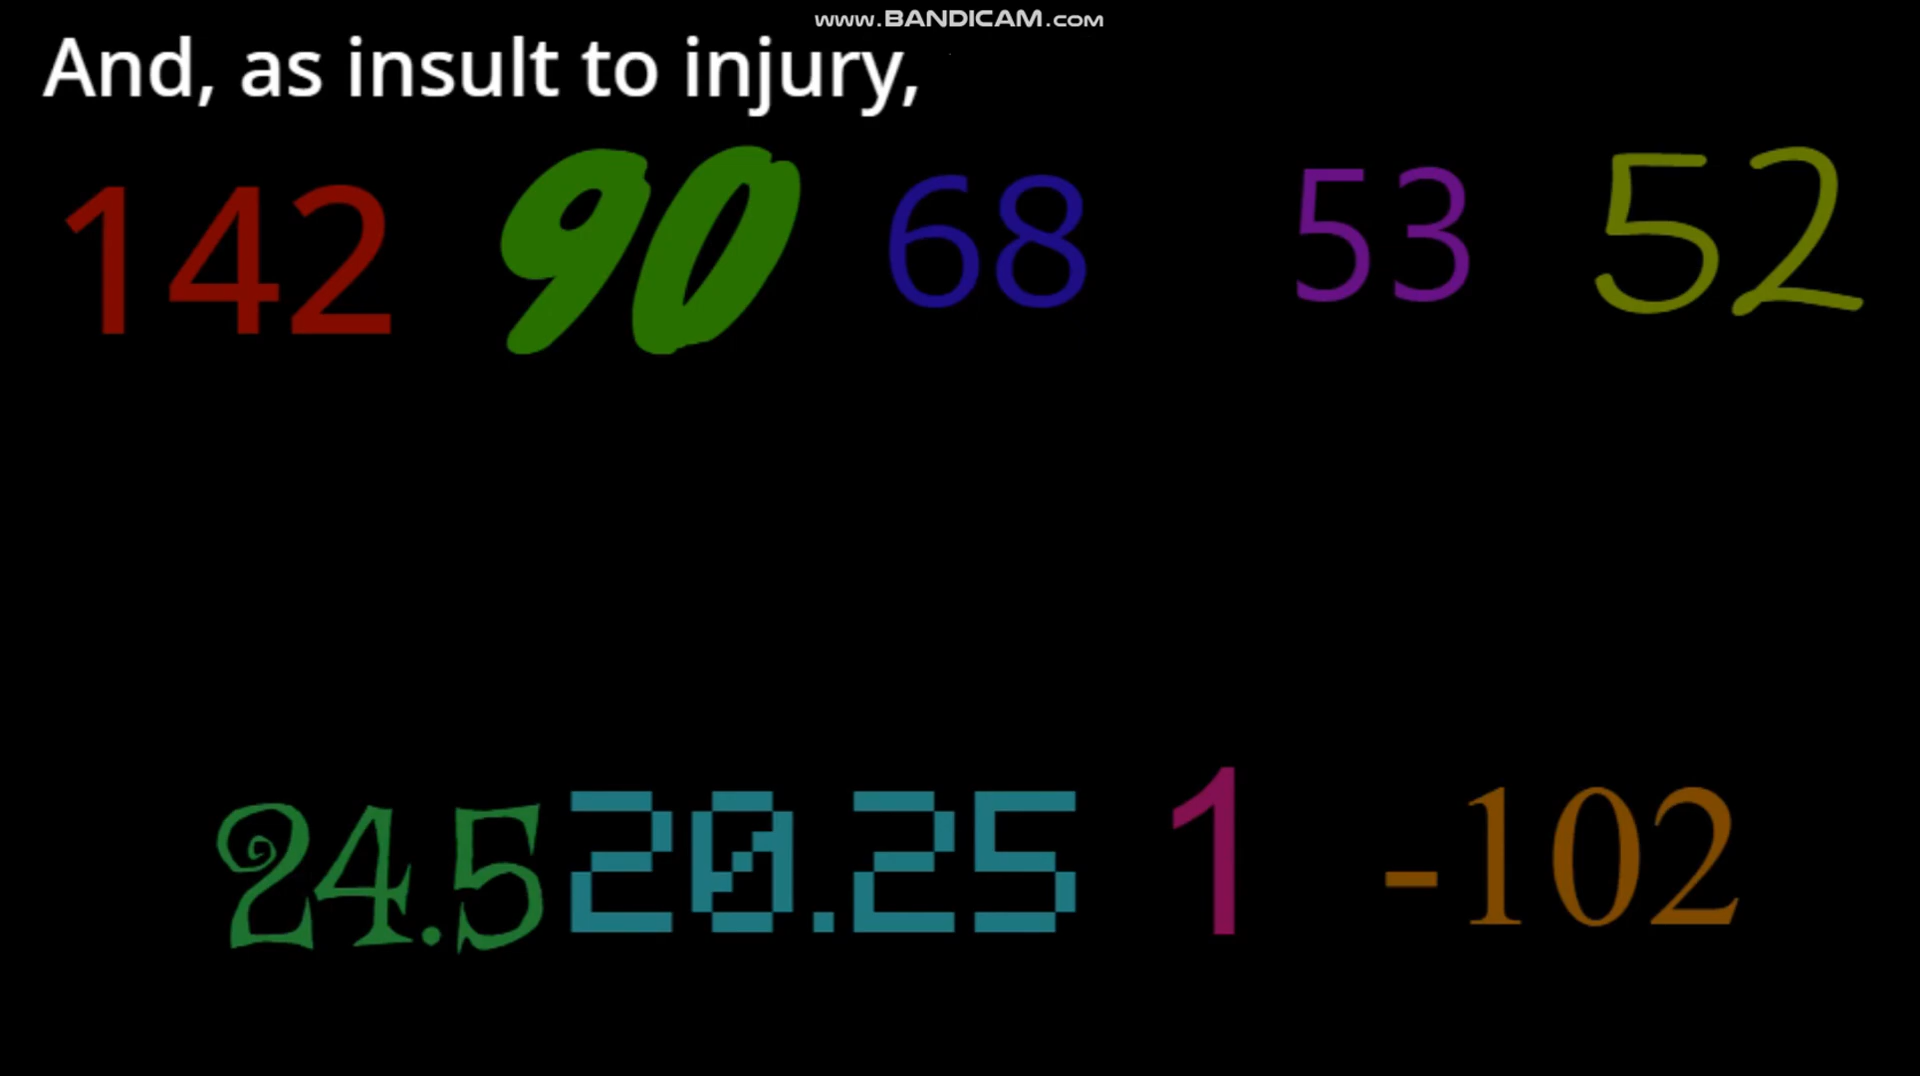 www.BANDICAM.com
And, as insult to injury,
142 90 68 53 52
24.5 20.25 1 -102